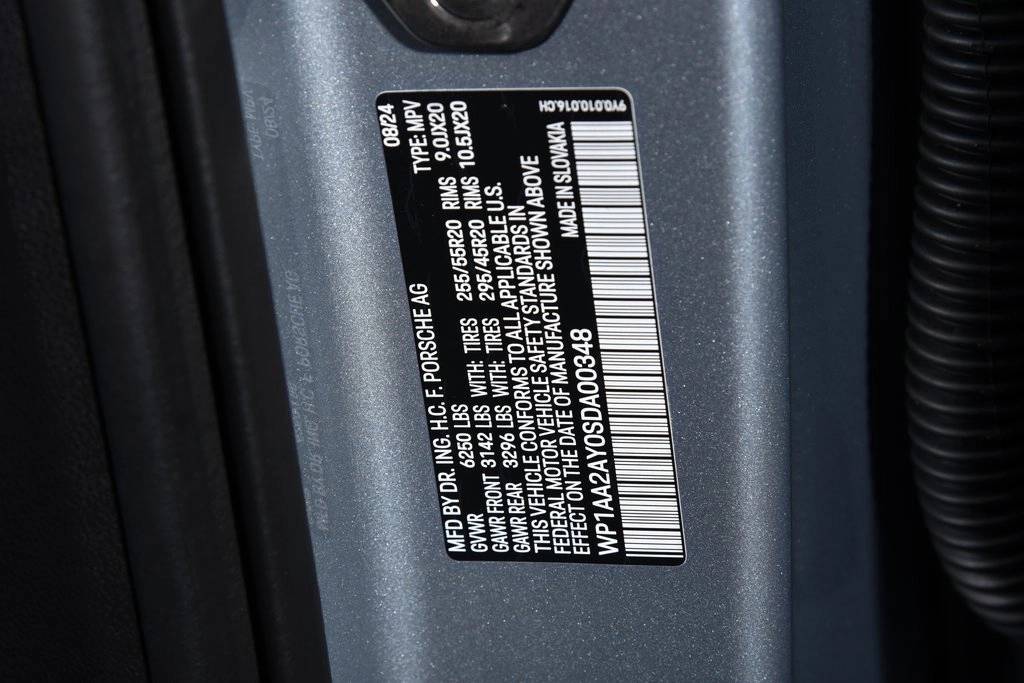 08/24
MFD BY DR. ING. H.C. F. PORSCHE AG TYPE: MPV
GVWR 6250 LBS
GAWR FRONT 3142 LBS WITH: TIRES 255/55R20 RIMS 9.0JX20
GAWR REAR 3296 LBS WITH: TIRES 295/45R20 RIMS 10.5JX20
THIS VEHICLE CONFORMS TO ALL APPLICABLE U.S.
FEDERAL MOTOR VEHICLE SAFETY STANDARDS IN
EFFECT ON THE DATE OF MANUFACTURE SHOWN ABOVE
WP1AA2AY0SDA00348 MADE IN SLOVAKIA
9Y0.010.016.CH